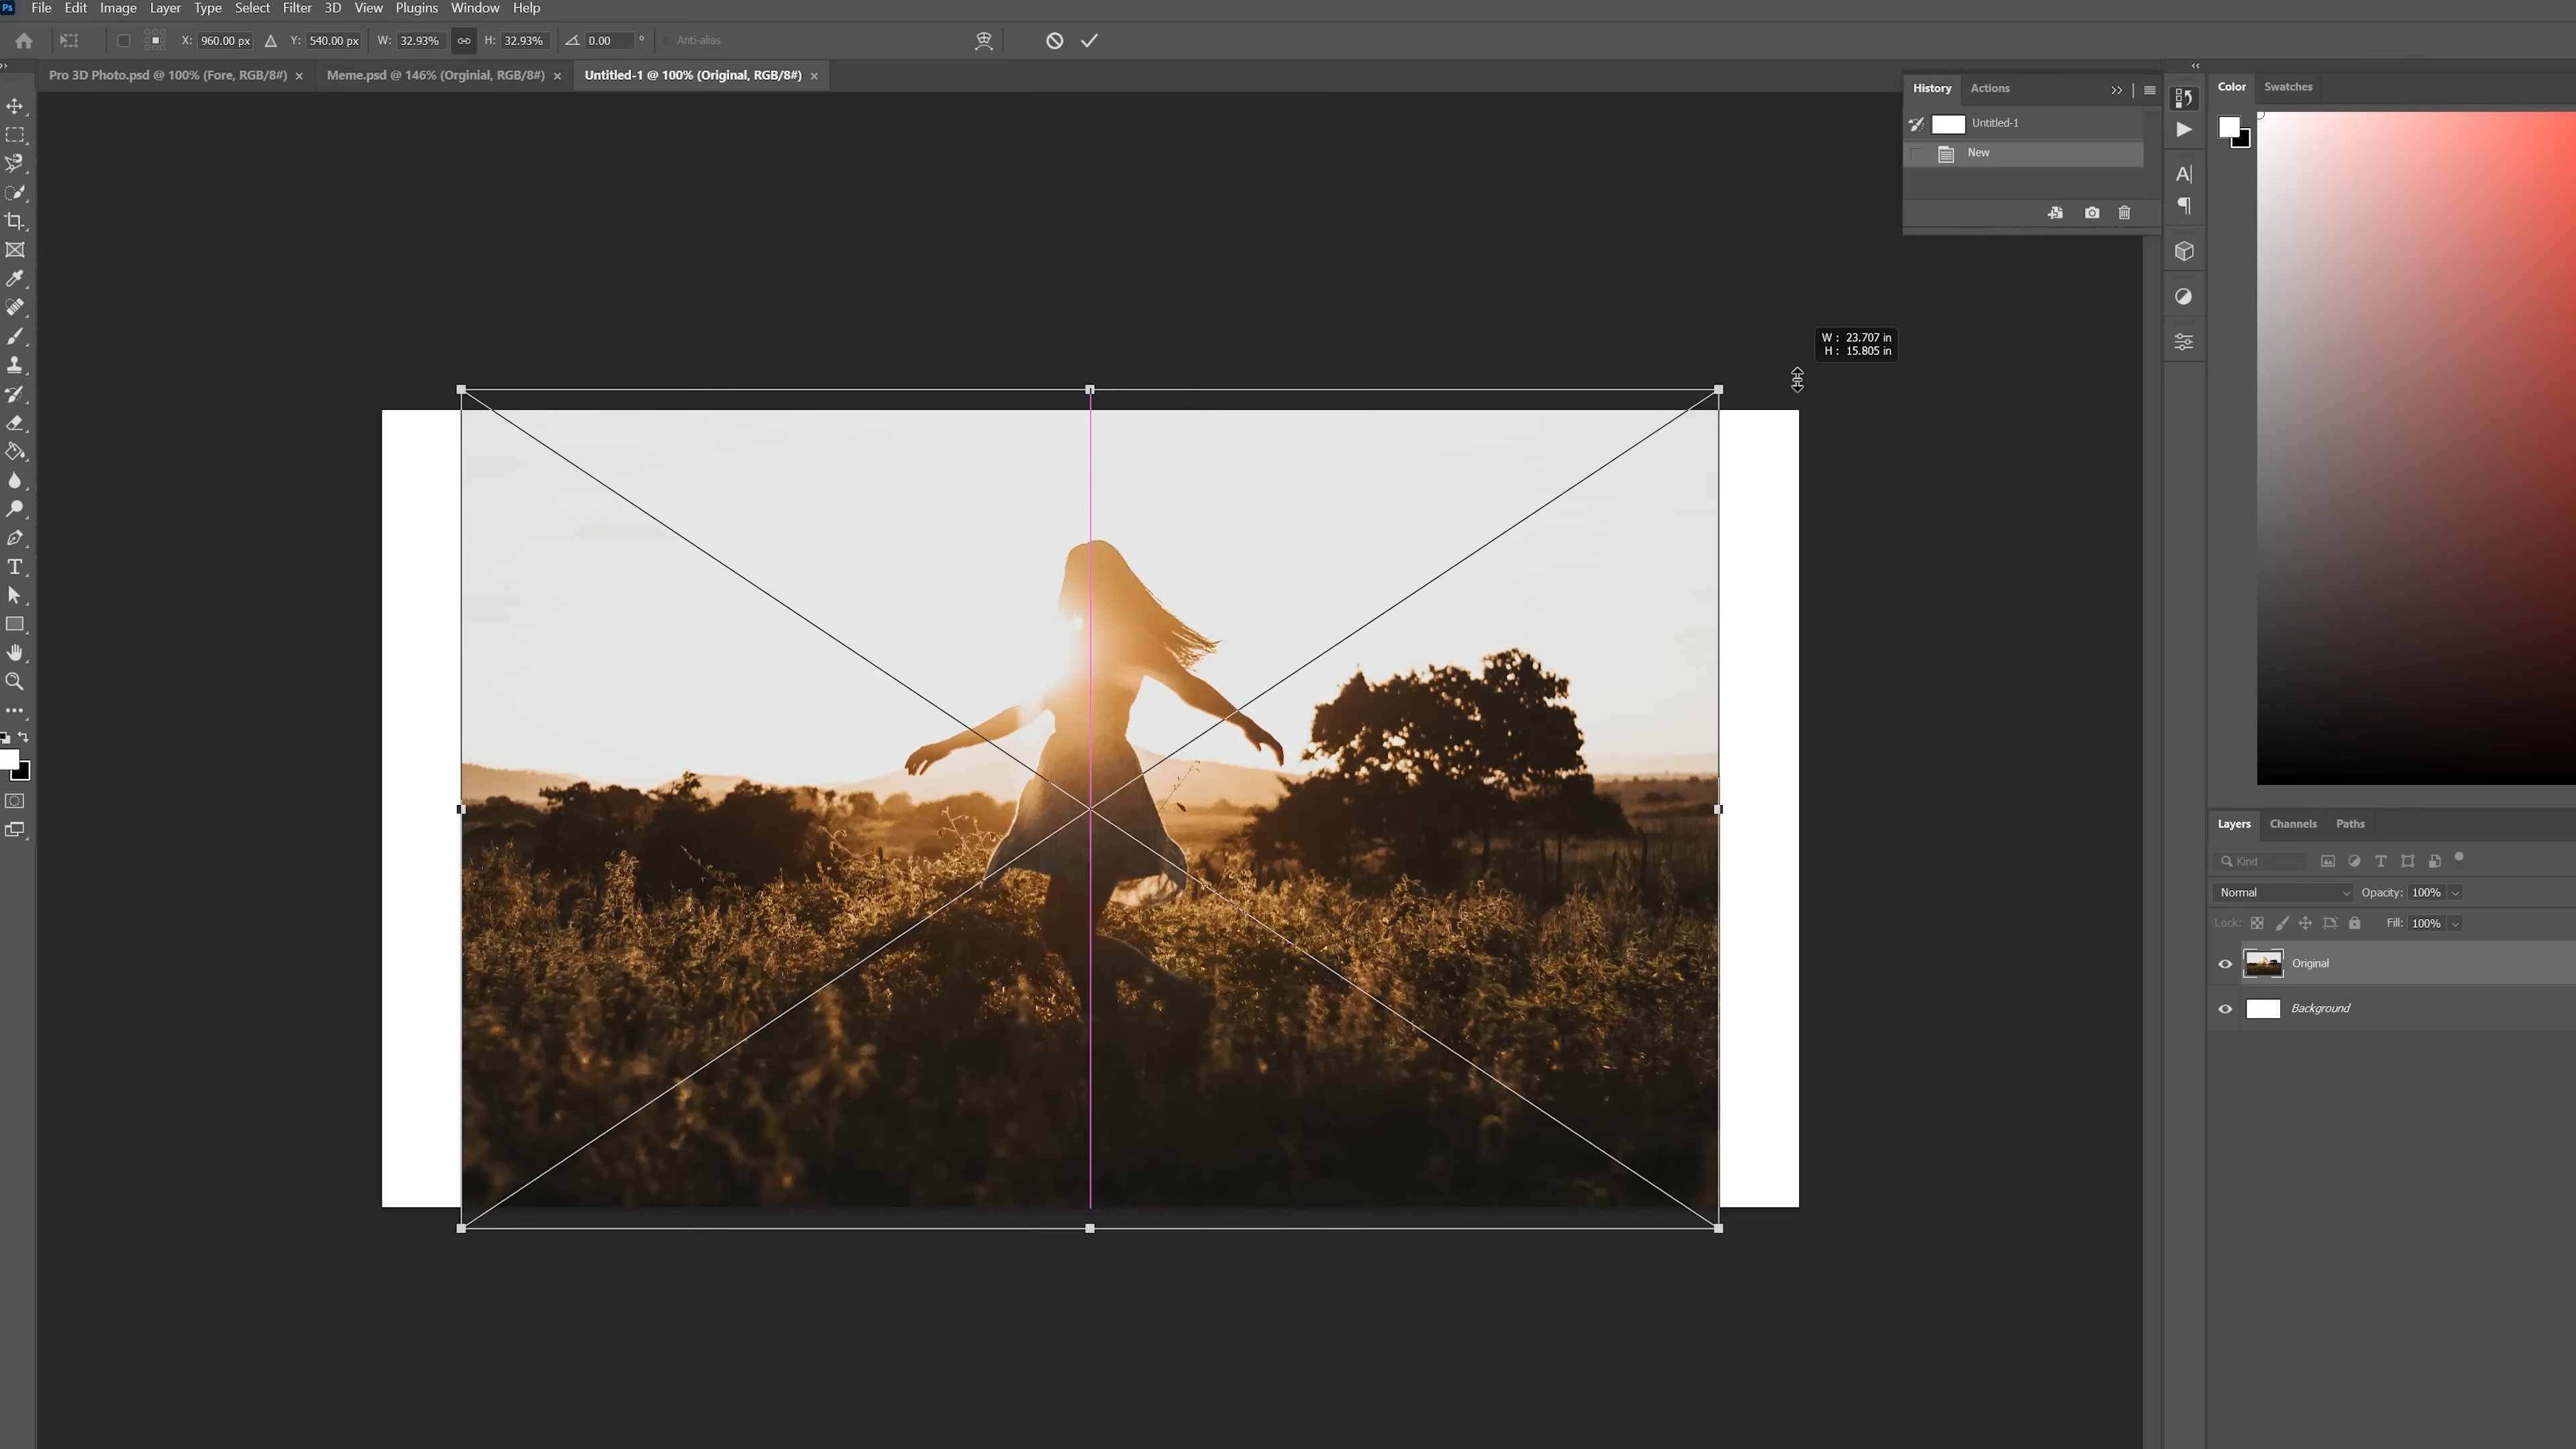 Ps File Edit Image Layer Type Select Filter 3D View Plugins Window Help
X: 960.00 px Y: 540.00 px W: 32.93% H: 32.93% 0.00 ° Anti-alias
Pro 3D Photo.psd @ 100% (Fore, RGB/8#) × Meme.psd @ 146% (Orginial, RGB/8#) × Untitled-1 @ 100% (Original, RGB/8#) ×
History Actions
Untitled-1
New
Color Swatches
W : 23.707 in
H : 15.805 in
Layers Channels Paths
Kind
Normal Opacity: 100%
Lock: Fill: 100%
Original
Background